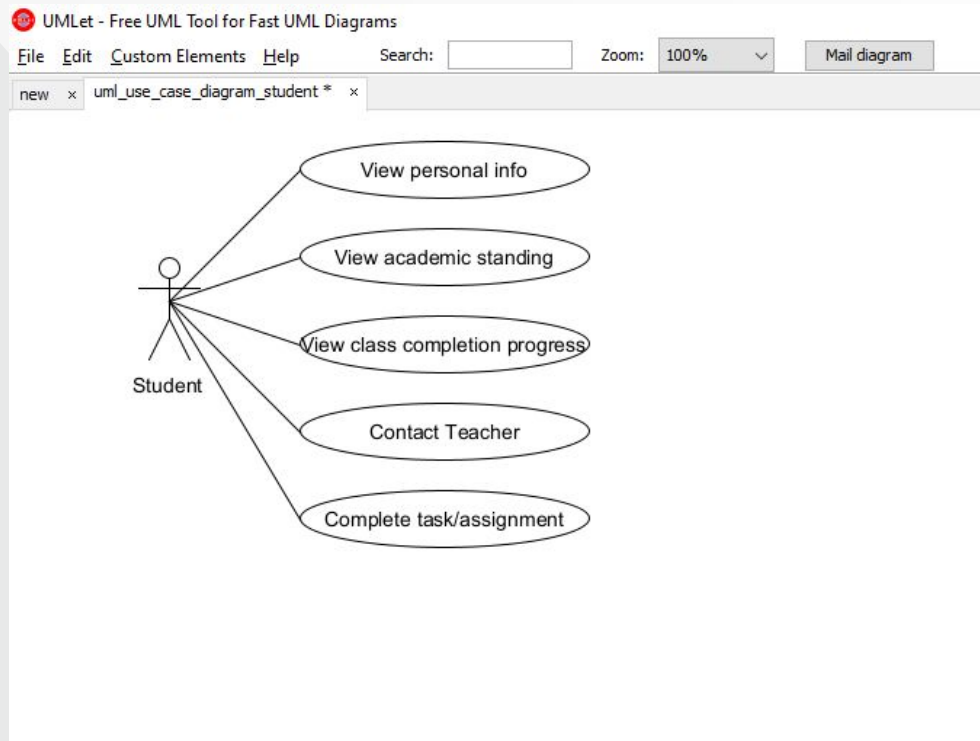 UMLet - Free UML Tool for Fast UML Diagrams
File Edit Custom Elements Help Search: Zoom: 100% Mail diagram
new × uml_use_case_diagram_student * ×
View personal info
View academic standing
View class completion progress
Student
Contact Teacher
Complete task/assignment